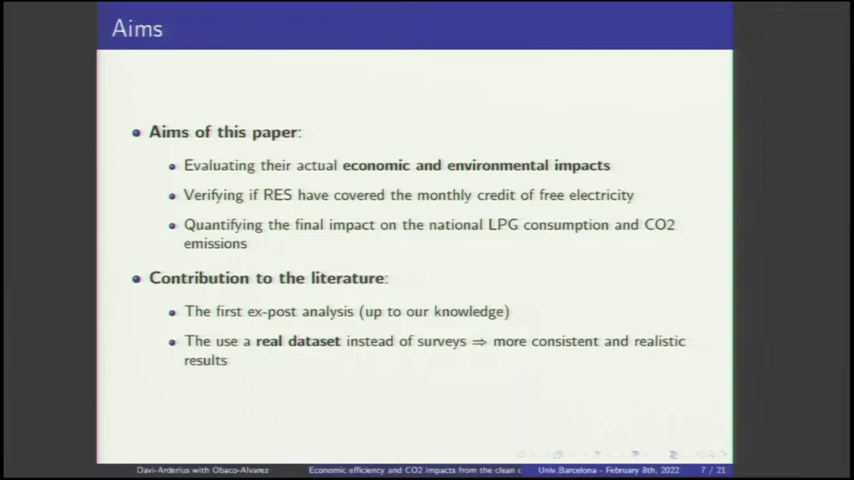 Aims
Aims of this paper:
Evaluating their actual economic and environmental impacts
Verifying if RES have covered the monthly credit of free electricity
Quantifying the final impact on the national LPG consumption and CO2
emissions
Contribution to the literature:
The first ex-post analysis (up to our knowledge)
The use a real dataset instead of surveys ⇒ more consistent and realistic
results
Davi-Arderius with Obaco-Alvarez Economic efficiency and CO2 impacts from the clean c Univ.Barcelona - February 8th, 2022 7 / 21